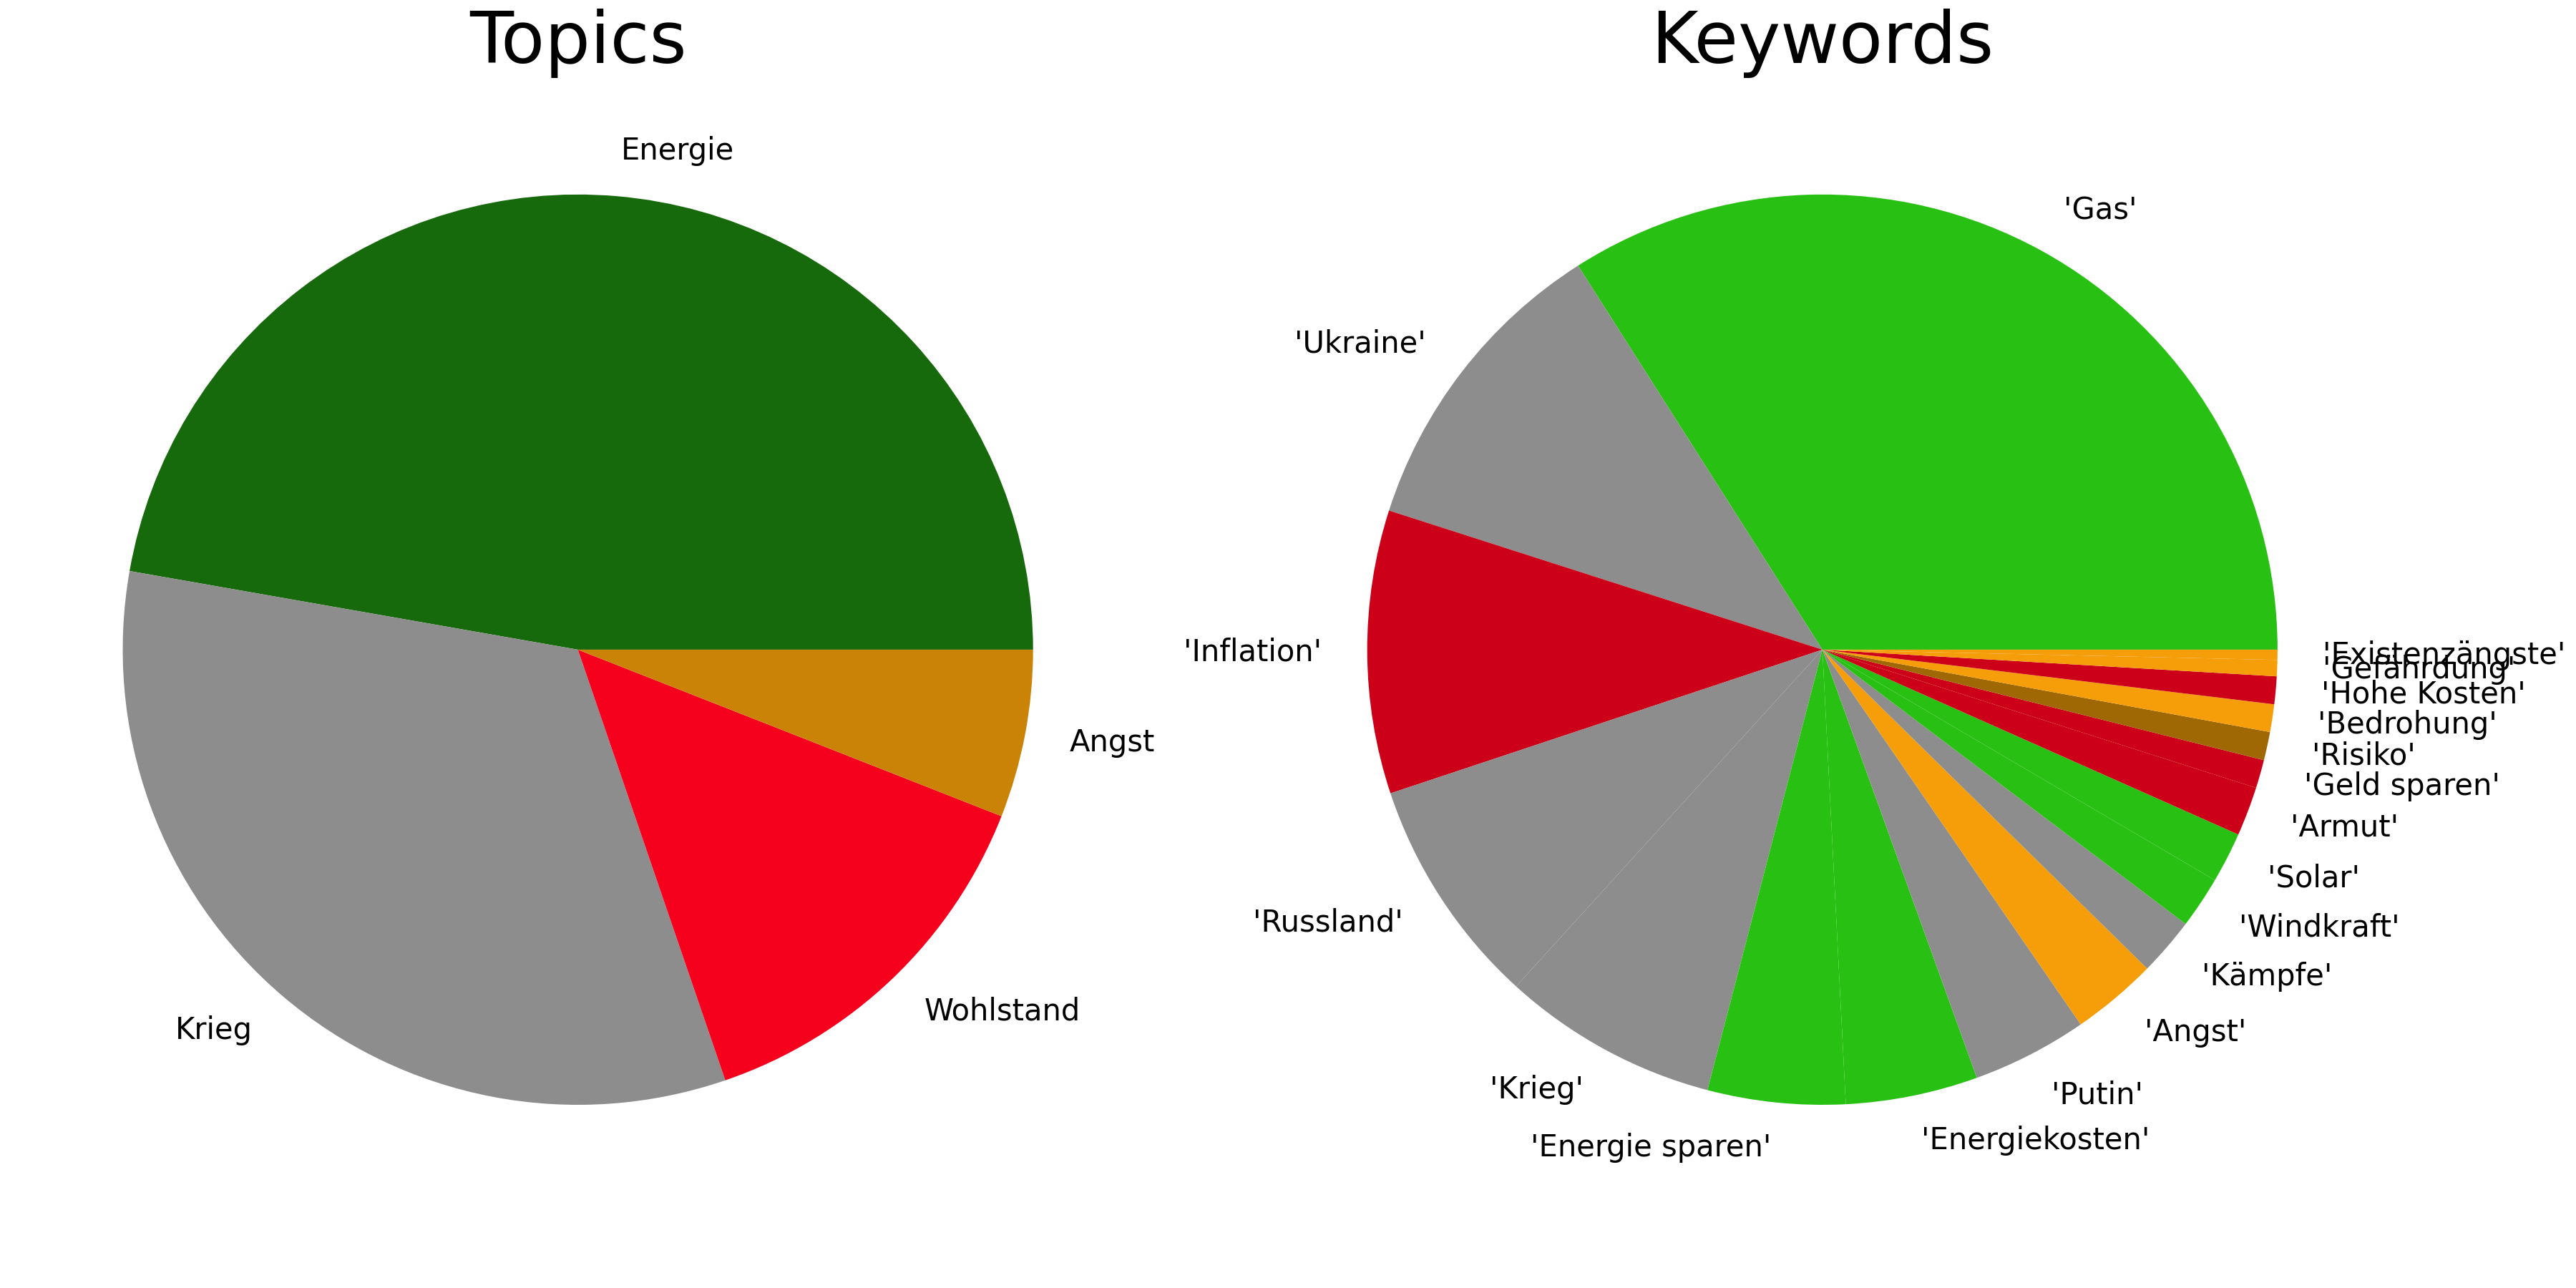 Topics
Keywords
Energie
Krieg
Wohlstand
Angst
'Gas'
'Ukraine'
'Inflation'
'Russland'
'Krieg'
'Energie sparen'
'Energiekosten'
'Putin'
'Angst'
'Kämpfe'
'Windkraft'
'Solar'
'Armut'
'Geld sparen'
'Risiko'
'Bedrohung'
'Hohe Kosten'
'Gefährdung'
'Existenzängste'